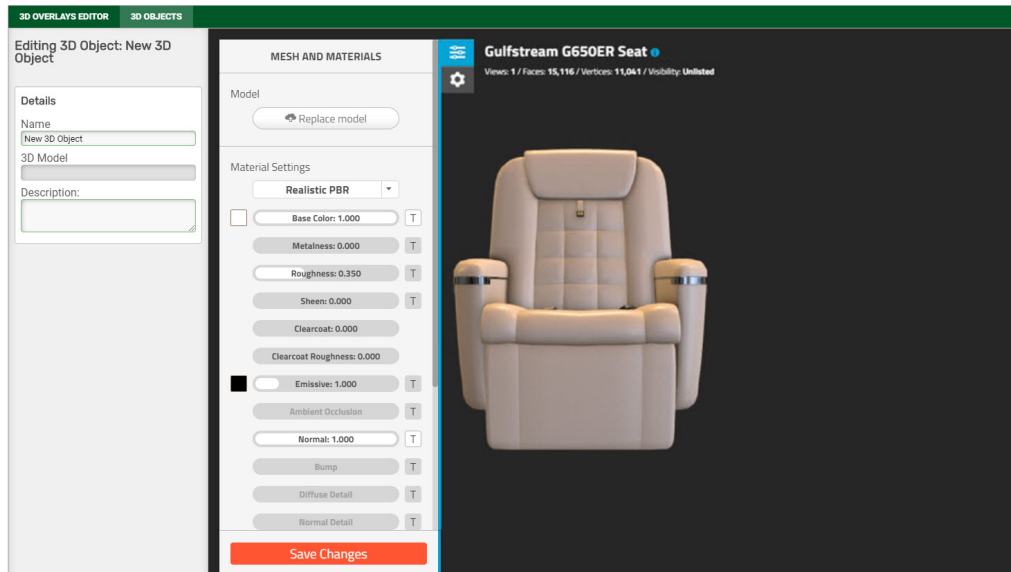 3D OVERLAYS EDITOR
3D OBJECTS
Editing 3D Object: New 3D
Object
Details
Name
New 3D Object
3D Model
Description:
MESH AND MATERIALS
Model
Replace model
Material Settings
Realistic PBR
Base Color: 1.000 T
Metalness: 0.000 T
Roughness: 0.350 T
Sheen: 0.000 T
Clearcoat: 0.000
Clearcoat Roughness: 0.000
Emissive: 1.000 T
Ambient Occlusion T
Normal: 1.000 T
Bump T
Diffuse Detail T
Normal Detail T
Save Changes
Gulfstream G650ER Seat
Views: 1 / Faces: 15,116 / Vertices: 11,041 / Visibility: Unlisted